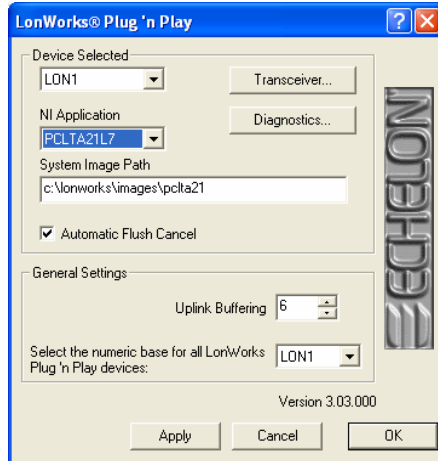 LonWorks® Plug 'n Play
Device Selected
LON1
Transceiver...
NI Application
Diagnostics...
PCLTA21L7
System Image Path
c:\lonworks\images\pclta21
Automatic Flush Cancel
ECHELON
General Settings
Uplink Buffering 6
Select the numeric base for all LonWorks
Plug 'n Play devices:
LON1
Version 3.03.000
Apply Cancel OK